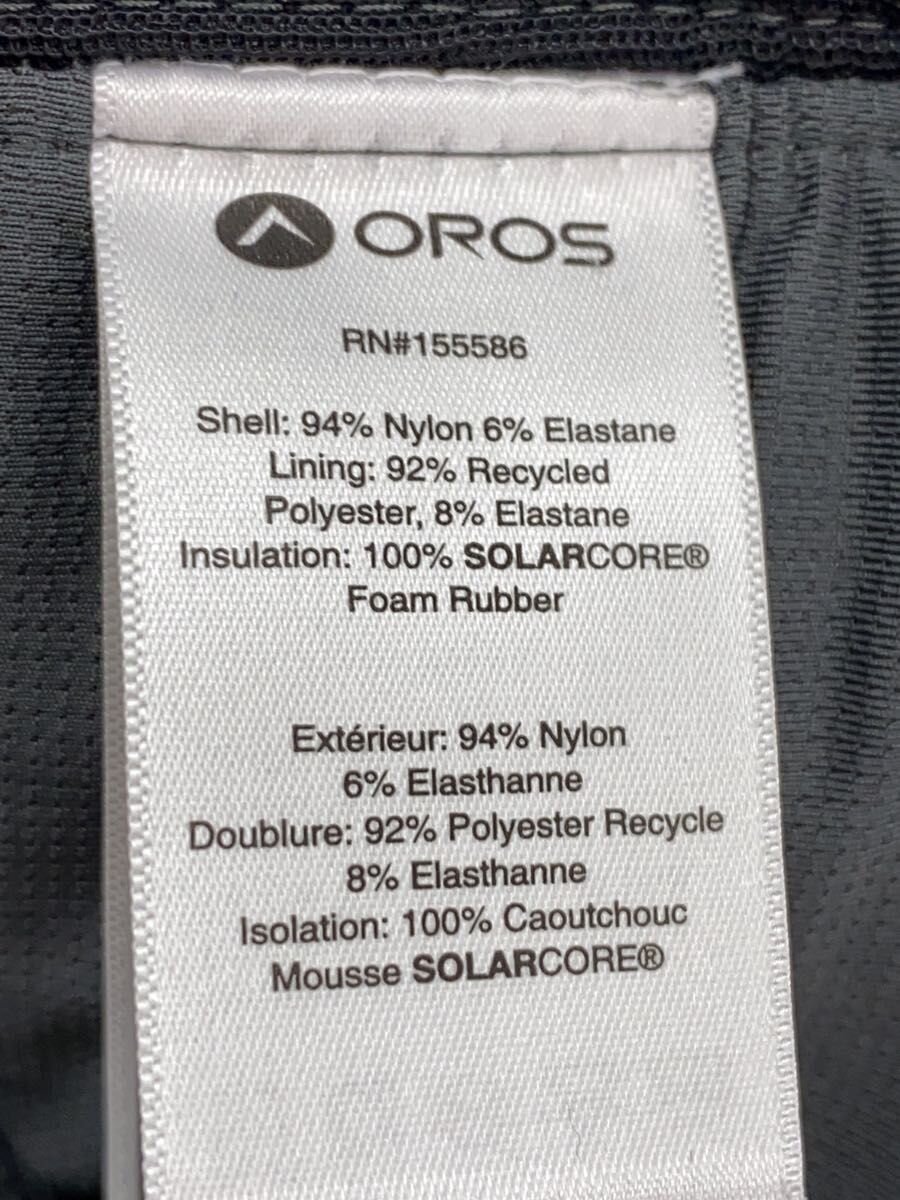 OROS
RN#155586
Shell: 94% Nylon 6% Elastane
Lining: 92% Recycled
Polyester, 8% Elastane
Insulation: 100% SOLARCORE®
Foam Rubber
Extérieur: 94% Nylon
6% Elasthanne
Doublure: 92% Polyester Recycle
8% Elasthanne
Isolation: 100% Caoutchouc
Mousse SOLARCORE®